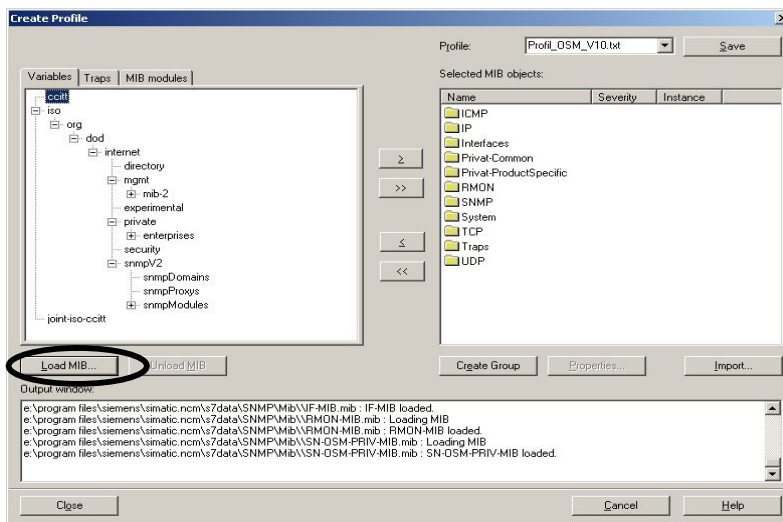 Create Profile
Profile:
Profil_OSM_V10.txt
Save
Variables
Traps
MIB modules
Selected MIB objects:
ccitt
iso
org
dod
internet
directory
mgmt
mib-2
experimental
private
enterprises
security
snmpV2
snmpDomains
snmpProxys
snmpModules
joint-iso-ccitt
>
>>
<
<<
Name Severity Instance
ICMP
IP
Interfaces
Privat-Common
Privat-ProductSpecific
RMON
SNMP
System
TCP
Traps
UDP
Load MIB...
Unload MIB
Create Group
Properties...
Import...
Output window:
e:\program files\siemens\simatic.ncm\s7data\SNMP\Mib\\IF-MIB.mib : IF-MIB loaded.
e:\program files\siemens\simatic.ncm\s7data\SNMP\Mib\\RMON-MIB.mib : Loading MIB
e:\program files\siemens\simatic.ncm\s7data\SNMP\Mib\\RMON-MIB.mib : RMON-MIB loaded.
e:\program files\siemens\simatic.ncm\s7data\SNMP\Mib\\SN-OSM-PRIV-MIB.mib : Loading MIB
e:\program files\siemens\simatic.ncm\s7data\SNMP\Mib\\SN-OSM-PRIV-MIB.mib : SN-OSM-PRIV-MIB loaded.
Close
Cancel
Help